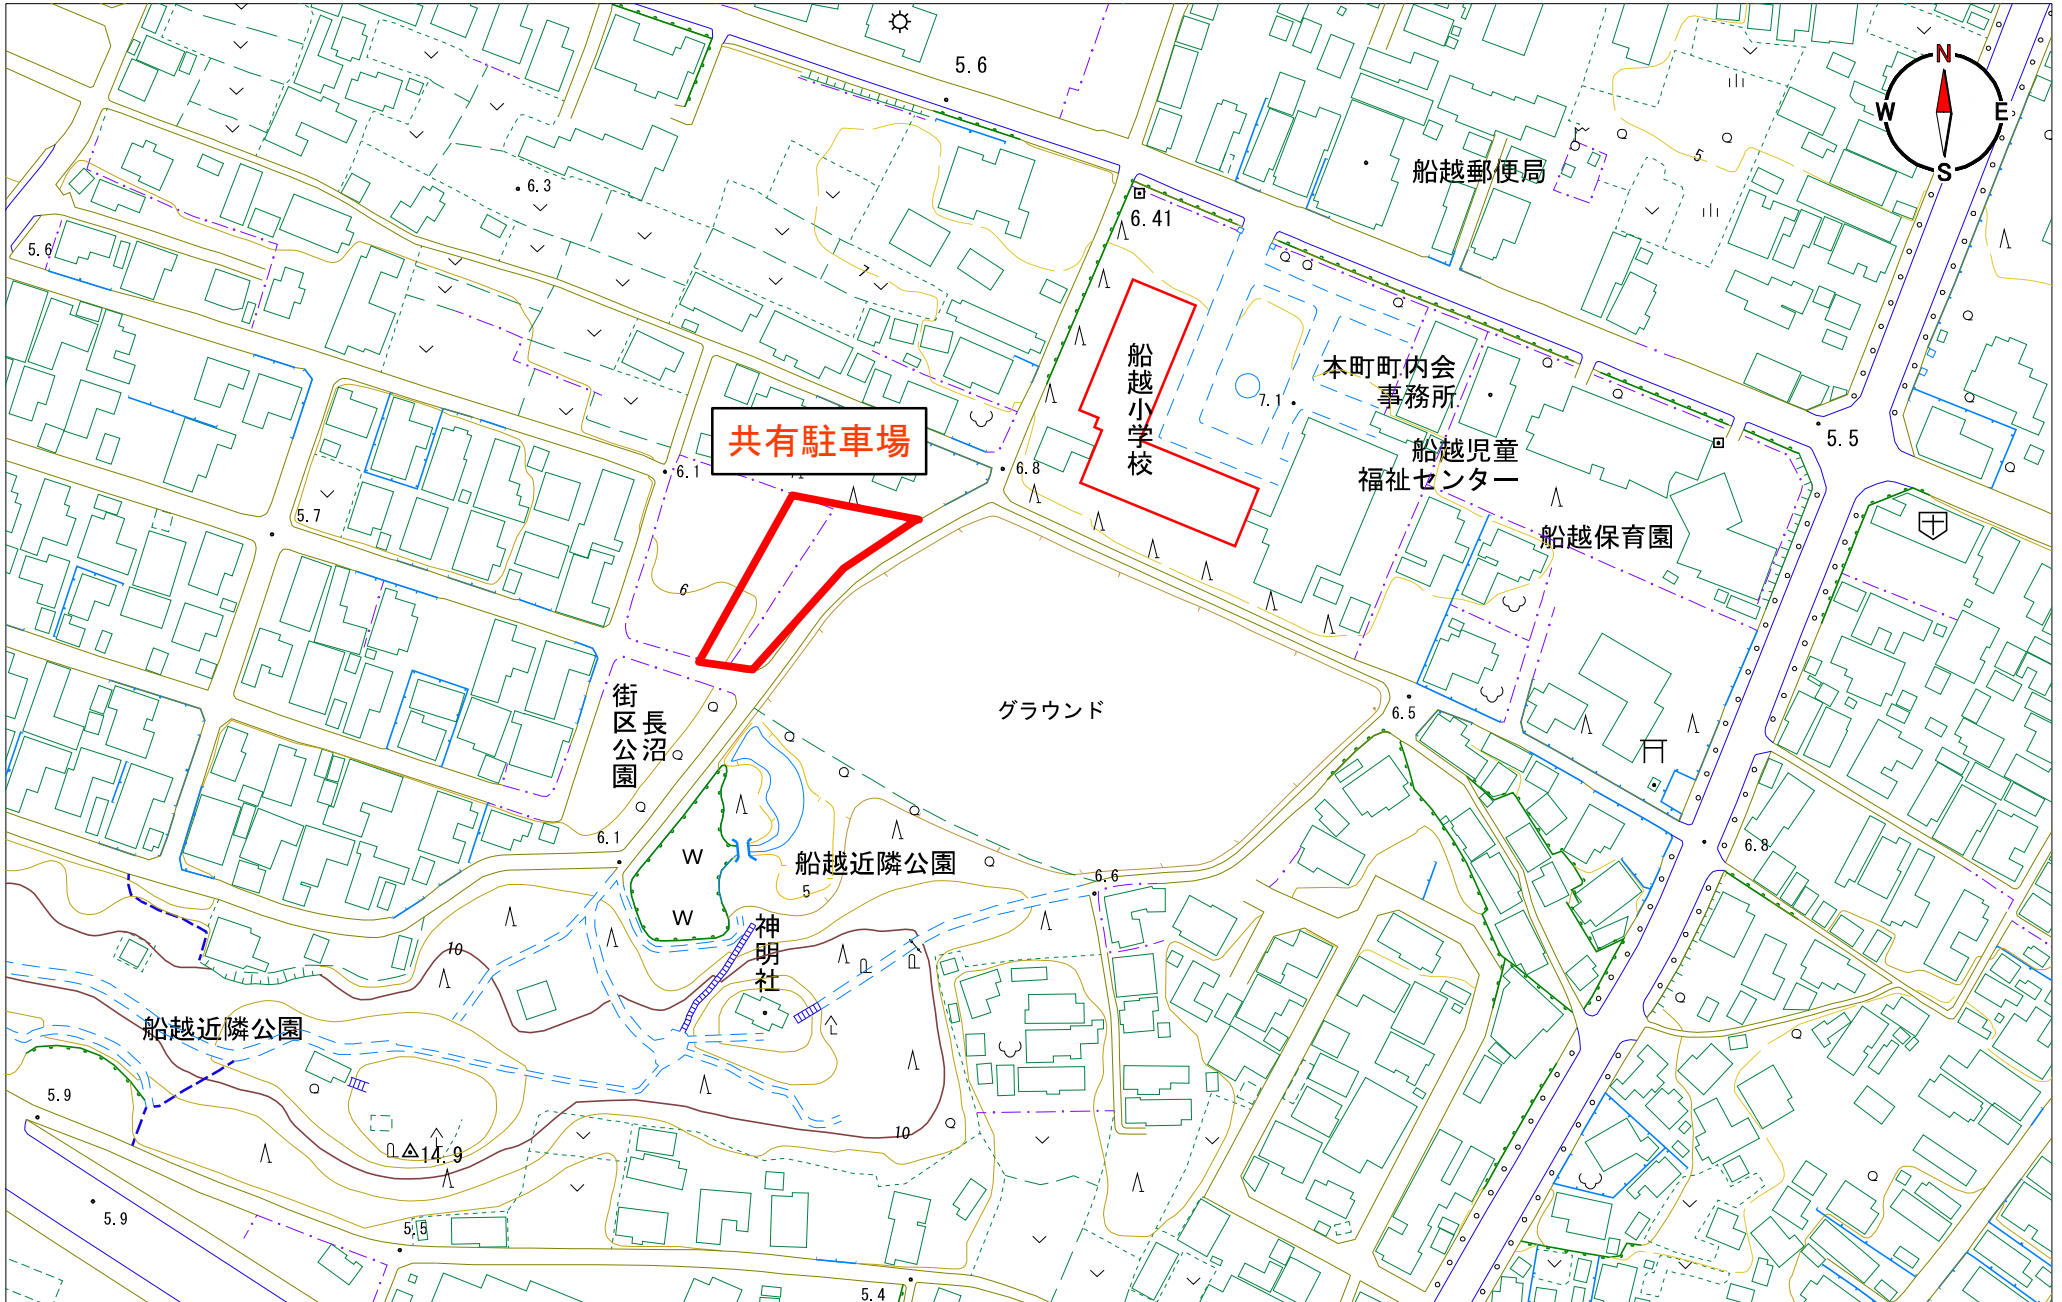 5.6
N
W
E
S
6.3
5
船越郵便局
6.41
5.6
7
船越小学校
本町町内会
事務所
7.1
共有駐車場
5.5
船越児童
福祉センター
6.1
6.8
5.7
船越保育園
6
街区公園
長沼
グラウンド
6.5
6.1
W
船越近隣公園
6.8
6.6
5
W
神明社
10
船越近隣公園
5.9
10
14.9
5.9
5.5
5.4